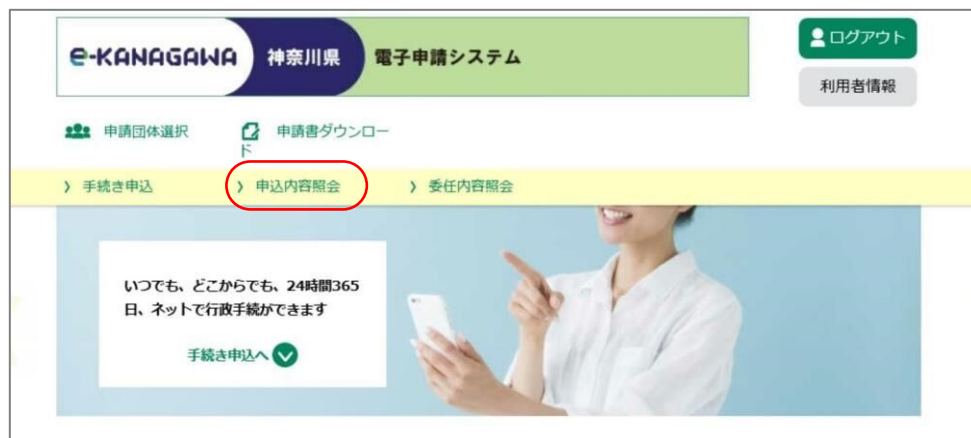 e-KANAGAWA 神奈川県 電子申請システム
ログアウト
利用者情報
申請団体選択
申請書ダウンロー
ド
手続き申込
申込内容照会
委任内容照会
いつでも、どこからでも、24時間365
日、ネットで行政手続ができます
手続き申込へ